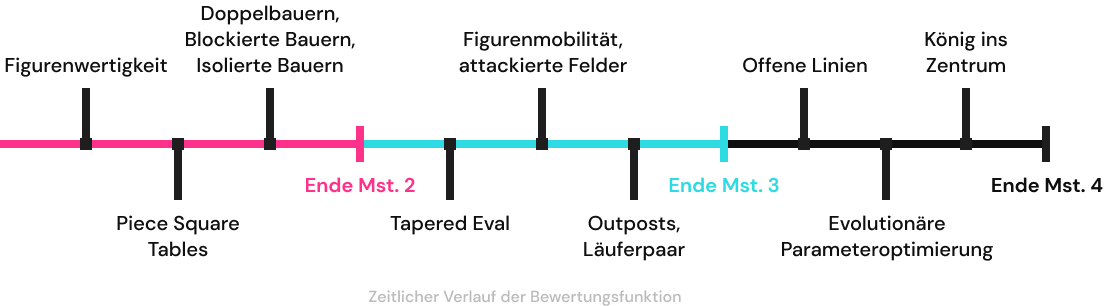 Figurenwertigkeit
Piece Square
Tables
Doppelbauern,
Blockierte Bauern,
Isolierte Bauern
Ende Mst. 2
Tapered Eval
Figurenmobilität,
attackierte Felder
Outposts,
Läuferpaar
Ende Mst. 3
Offene Linien
Evolutionäre
Parameteroptimierung
König ins
Zentrum
Ende Mst. 4
Zeitlicher Verlauf der Bewertungsfunktion